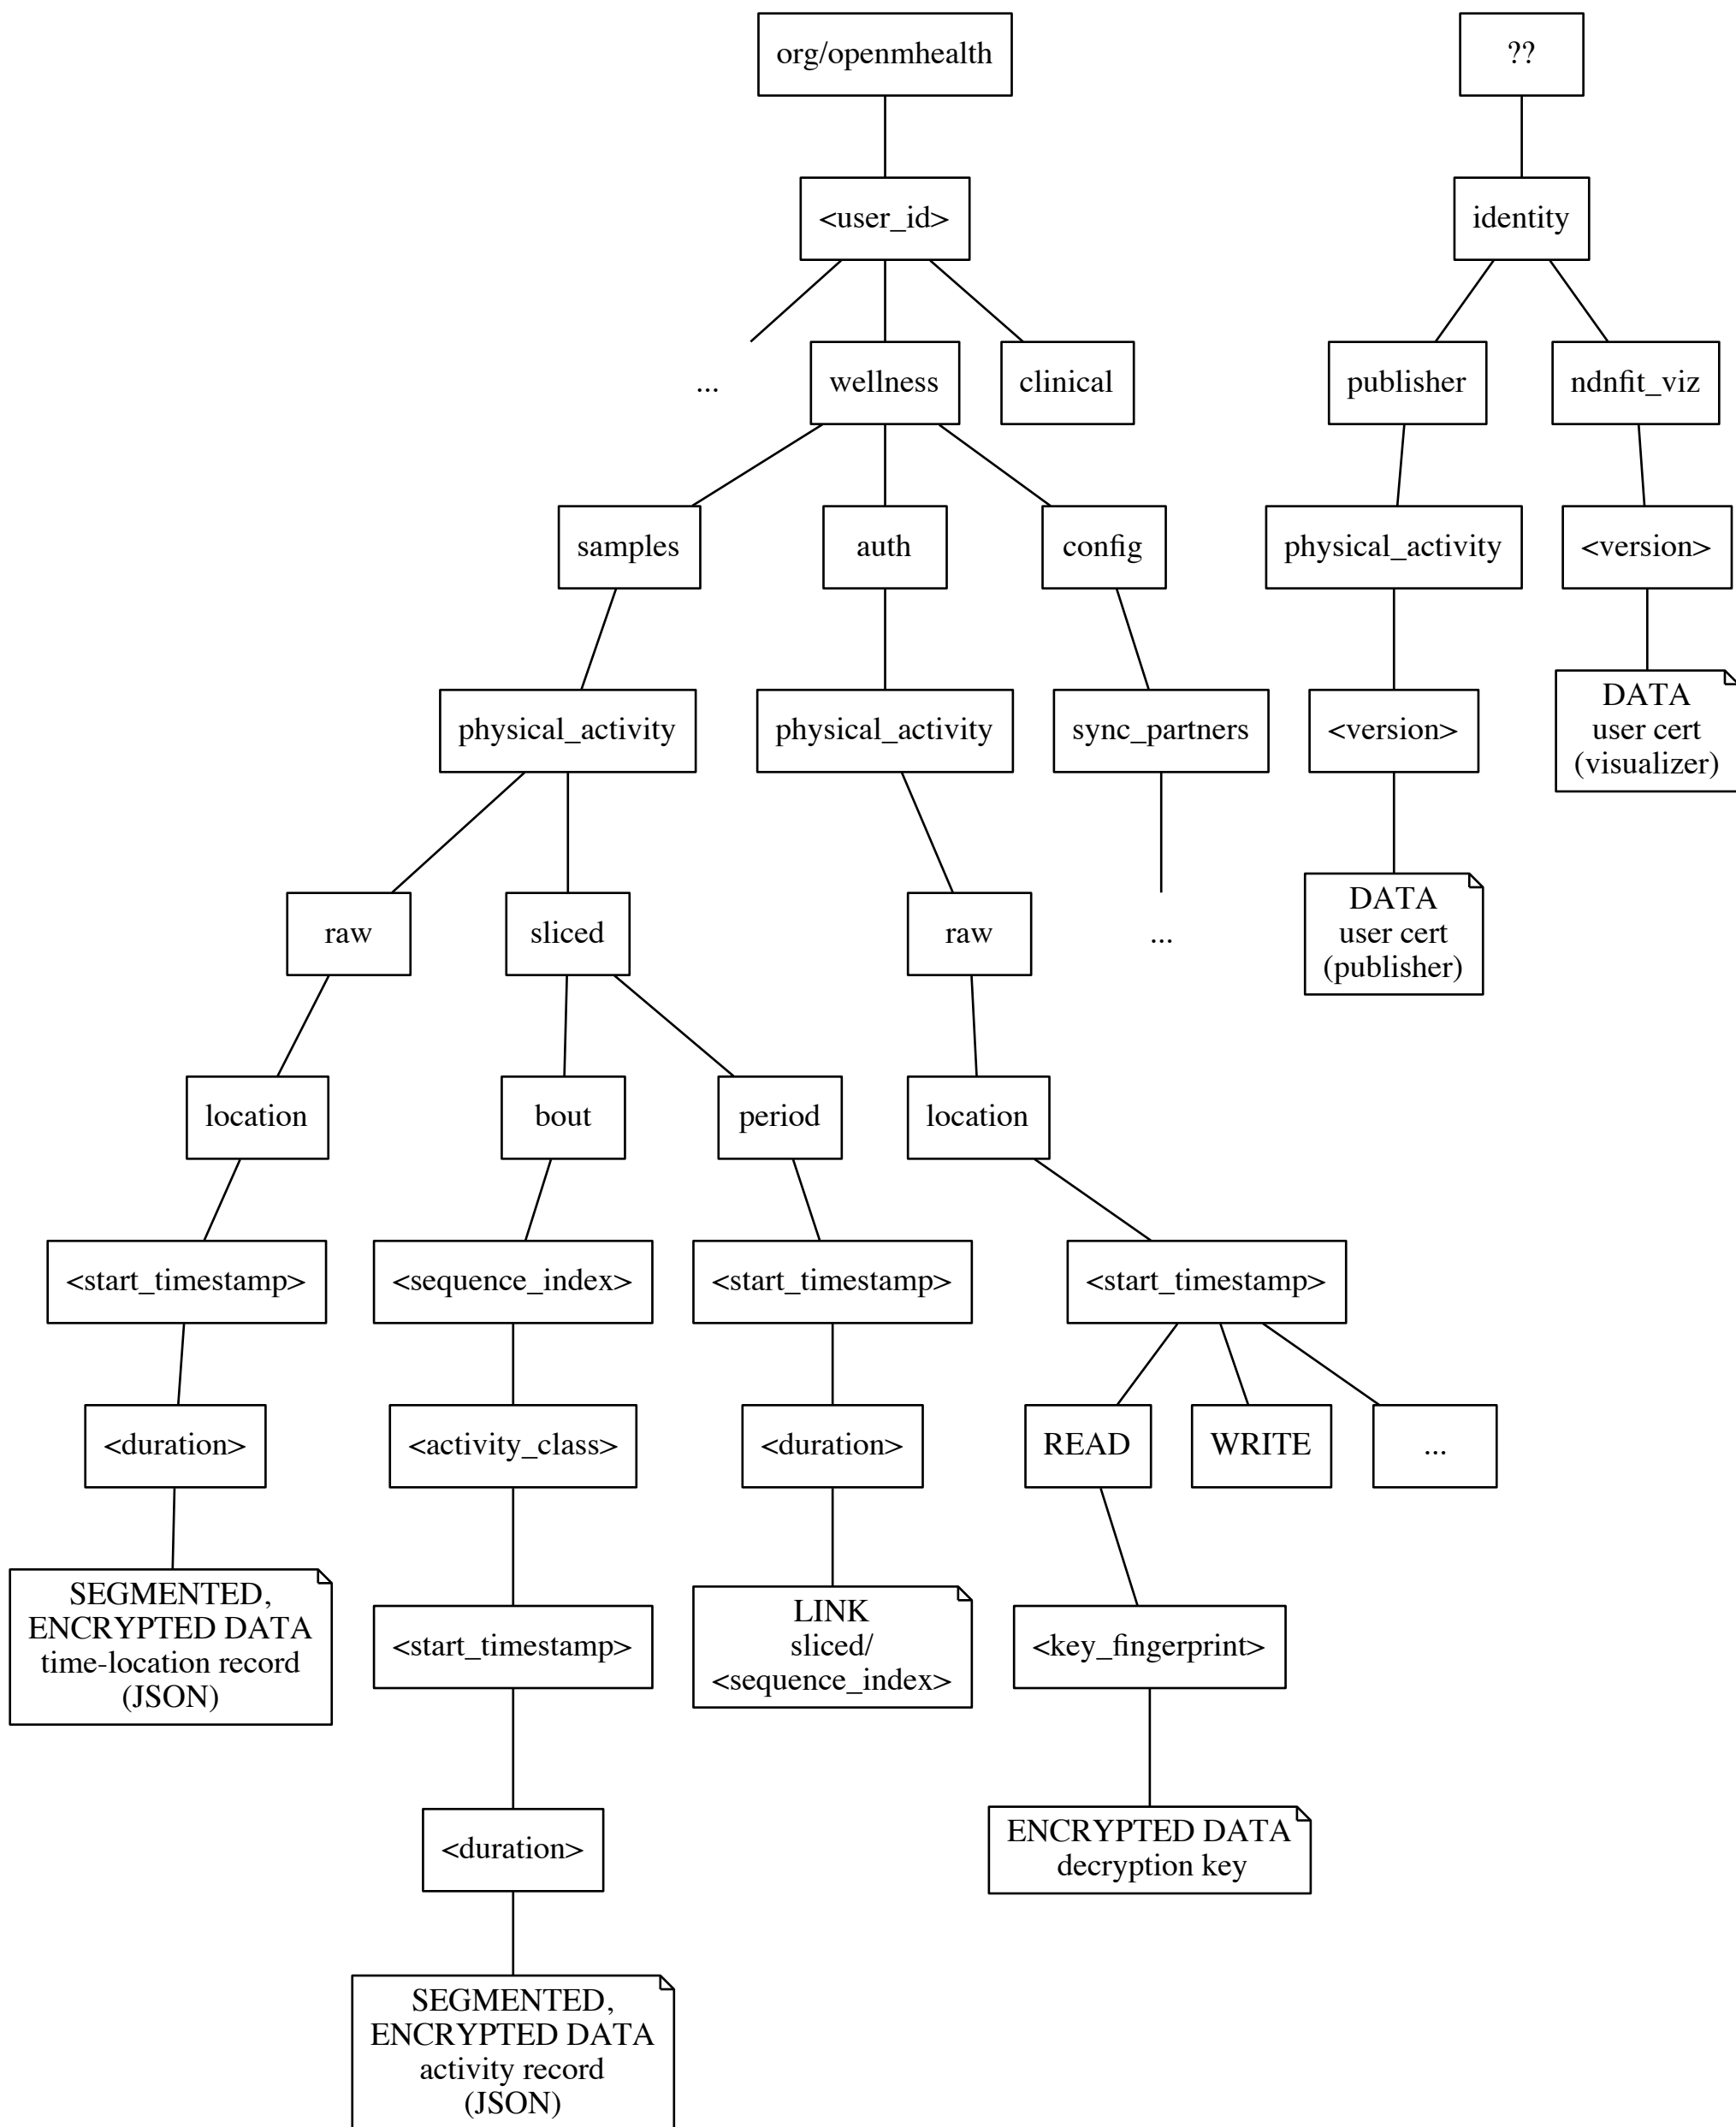 org/openmhealth
??
<user_id>
identity
...
wellness
clinical
publisher
ndnfit_viz
samples
auth
config
physical_activity
<version>
physical_activity
physical_activity
sync_partners
<version>
DATA
user cert
(visualizer)
raw
sliced
raw
...
DATA
user cert
(publisher)
location
bout
period
location
<start_timestamp>
<sequence_index>
<start_timestamp>
<start_timestamp>
<duration>
<activity_class>
<duration>
READ
WRITE
...
SEGMENTED,
ENCRYPTED DATA
time-location record
(JSON)
<start_timestamp>
LINK
sliced/
<sequence_index>
<key_fingerprint>
<duration>
ENCRYPTED DATA
decryption key
SEGMENTED,
ENCRYPTED DATA
activity record
(JSON)